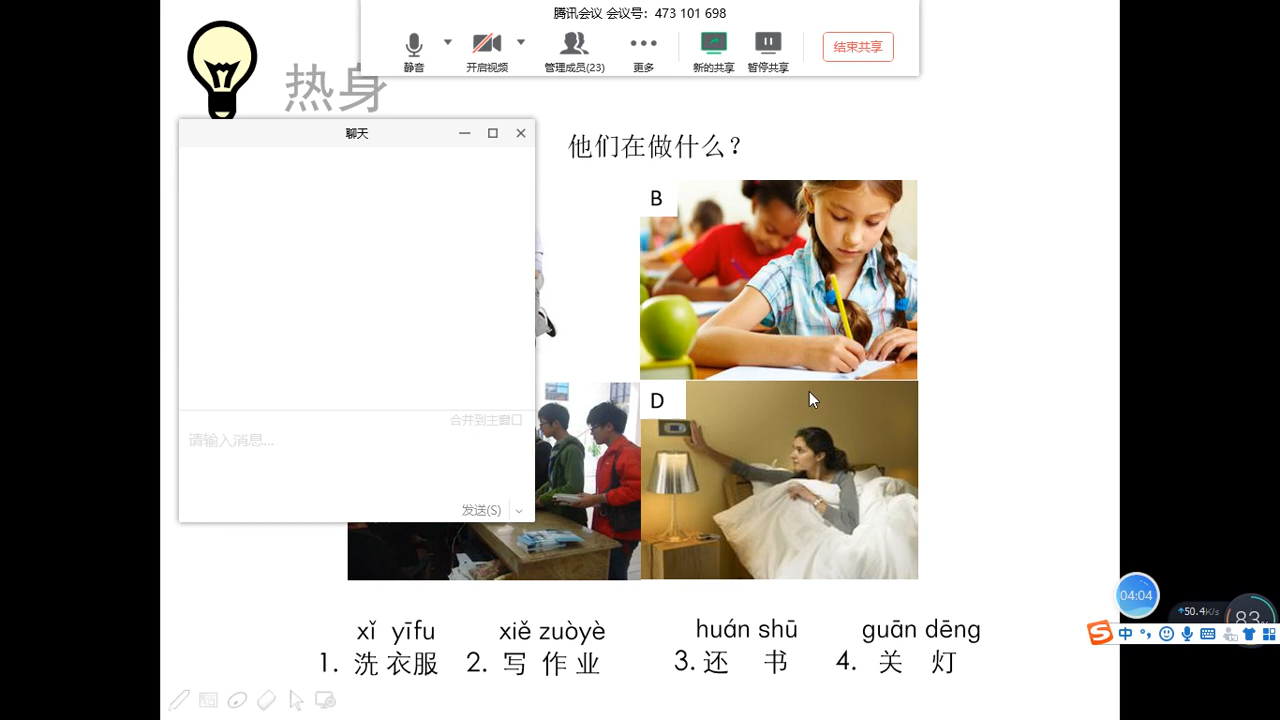 腾讯会议 会议号：473 101 698
静音
开启视频
管理成员(23)
更多
新的共享
暂停共享
结束共享
热身
聊天
他们在做什么？
B
合并到主窗口
请输入消息...
D
发送(S)
04:04
50.4K/s
83%
中
xǐ yīfu
xiě zuòyè
huán shū
guān dēng
1. 洗衣服
2. 写作业
3. 还 书
4. 关 灯